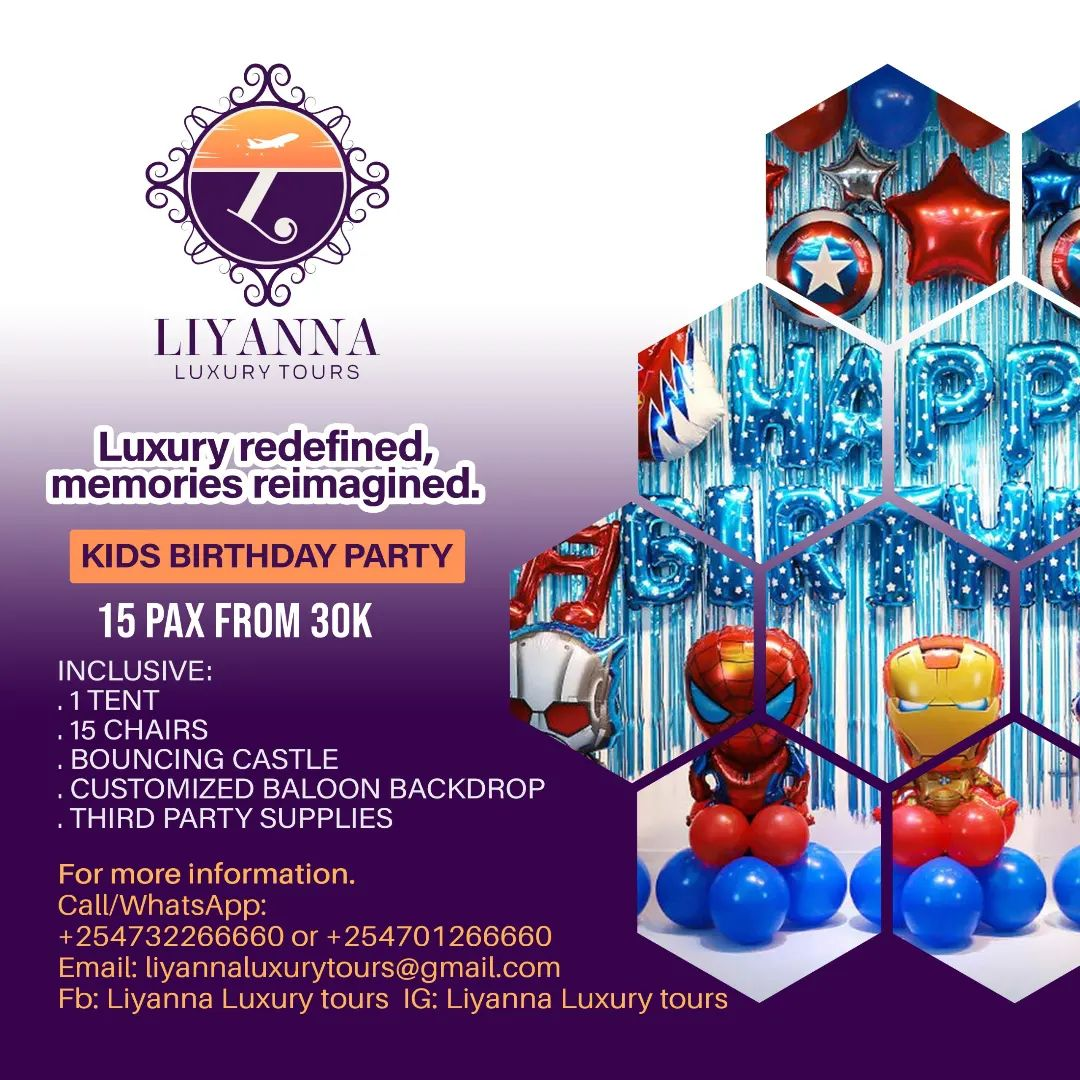 L
LIYANNA
LUXURY TOURS
Luxury redefined,
memories reimagined.
KIDS BIRTHDAY PARTY
15 PAX FROM 30K
INCLUSIVE:
. 1 TENT
. 15 CHAIRS
. BOUNCING CASTLE
. CUSTOMIZED BALOON BACKDROP
. THIRD PARTY SUPPLIES
For more information.
Call/WhatsApp:
+254732266660 or +254701266660
Email: liyannaluxurytours@gmail.com
Fb: Liyanna Luxury tours IG: Liyanna Luxury tours
HAPP
BIRTH